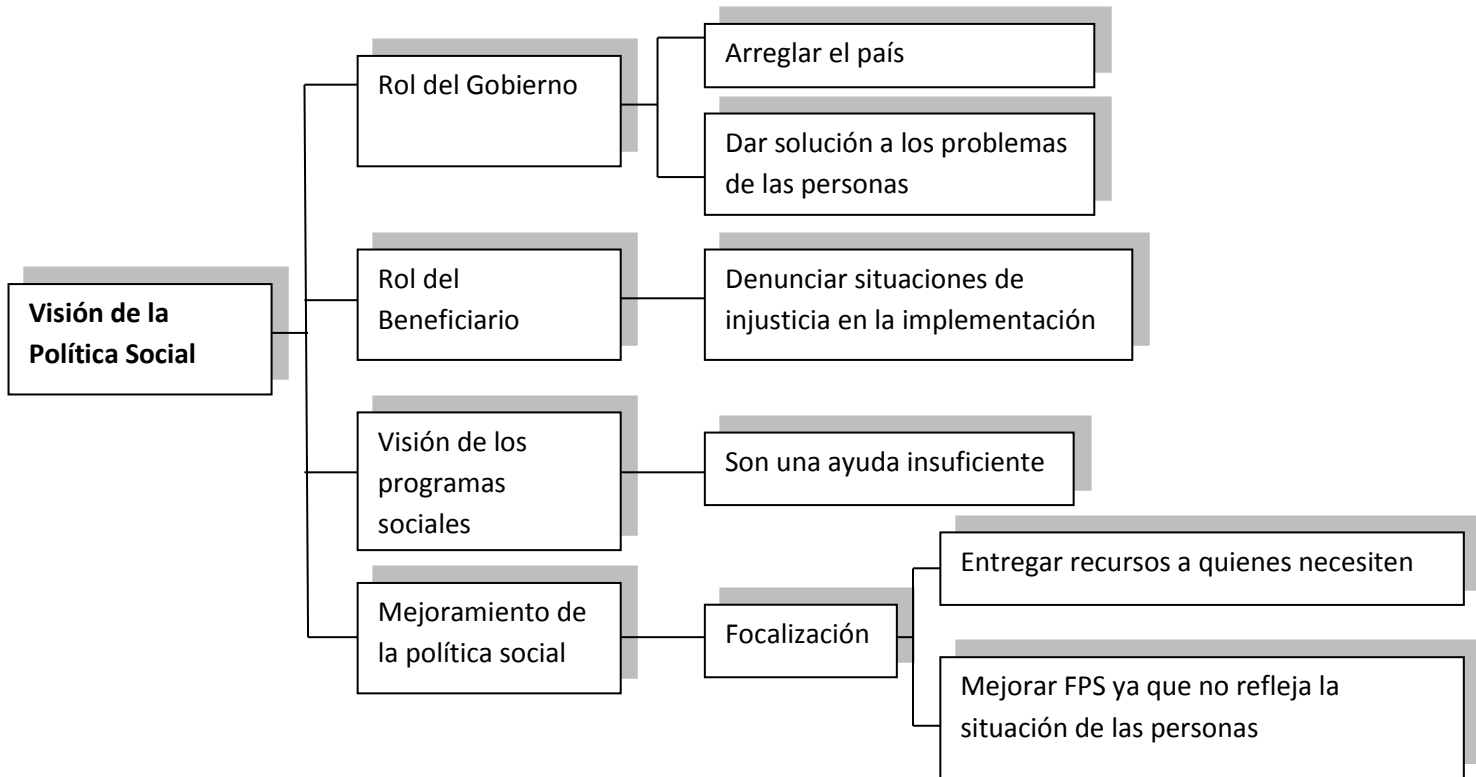 Visión de la
Política Social
Rol del Gobierno
Arreglar el país
Dar solución a los problemas
de las personas
Rol del
Beneficiario
Denunciar situaciones de
injusticia en la implementación
Visión de los
programas
sociales
Son una ayuda insuficiente
Mejoramiento de
la política social
Focalización
Entregar recursos a quienes necesiten
Mejorar FPS ya que no refleja la
situación de las personas